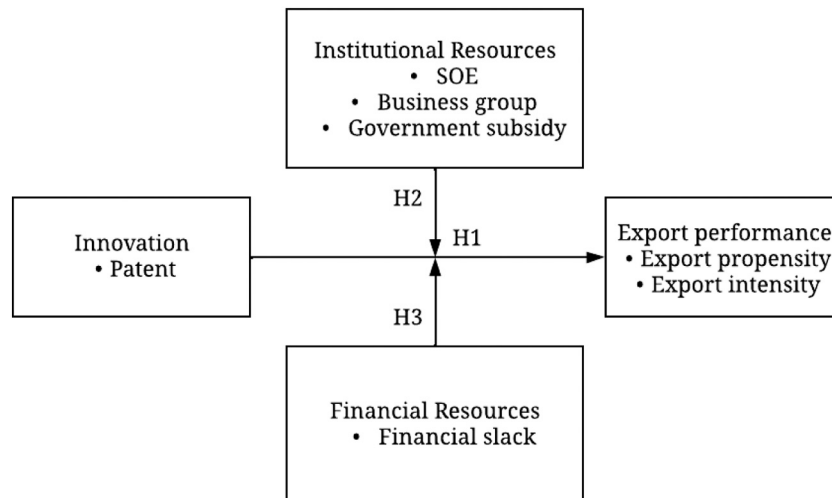 Institutional Resources
• SOE
• Business group
• Government subsidy
H2
H1
Innovation
• Patent
Export performance
• Export propensity
• Export intensity
H3
Financial Resources
• Financial slack